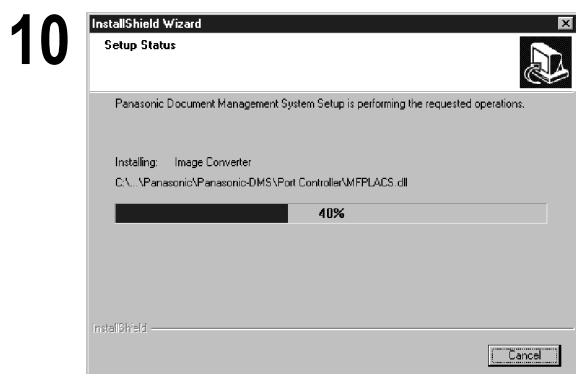 10
InstallShield Wizard
Setup Status
Panasonic Document Management System Setup is performing the requested operations.
Installing: Image Converter
C:\...\Panasonic\Panasonic-DMS\Port Controller\MFPLACS.dll
40%
InstallShield
Cancel